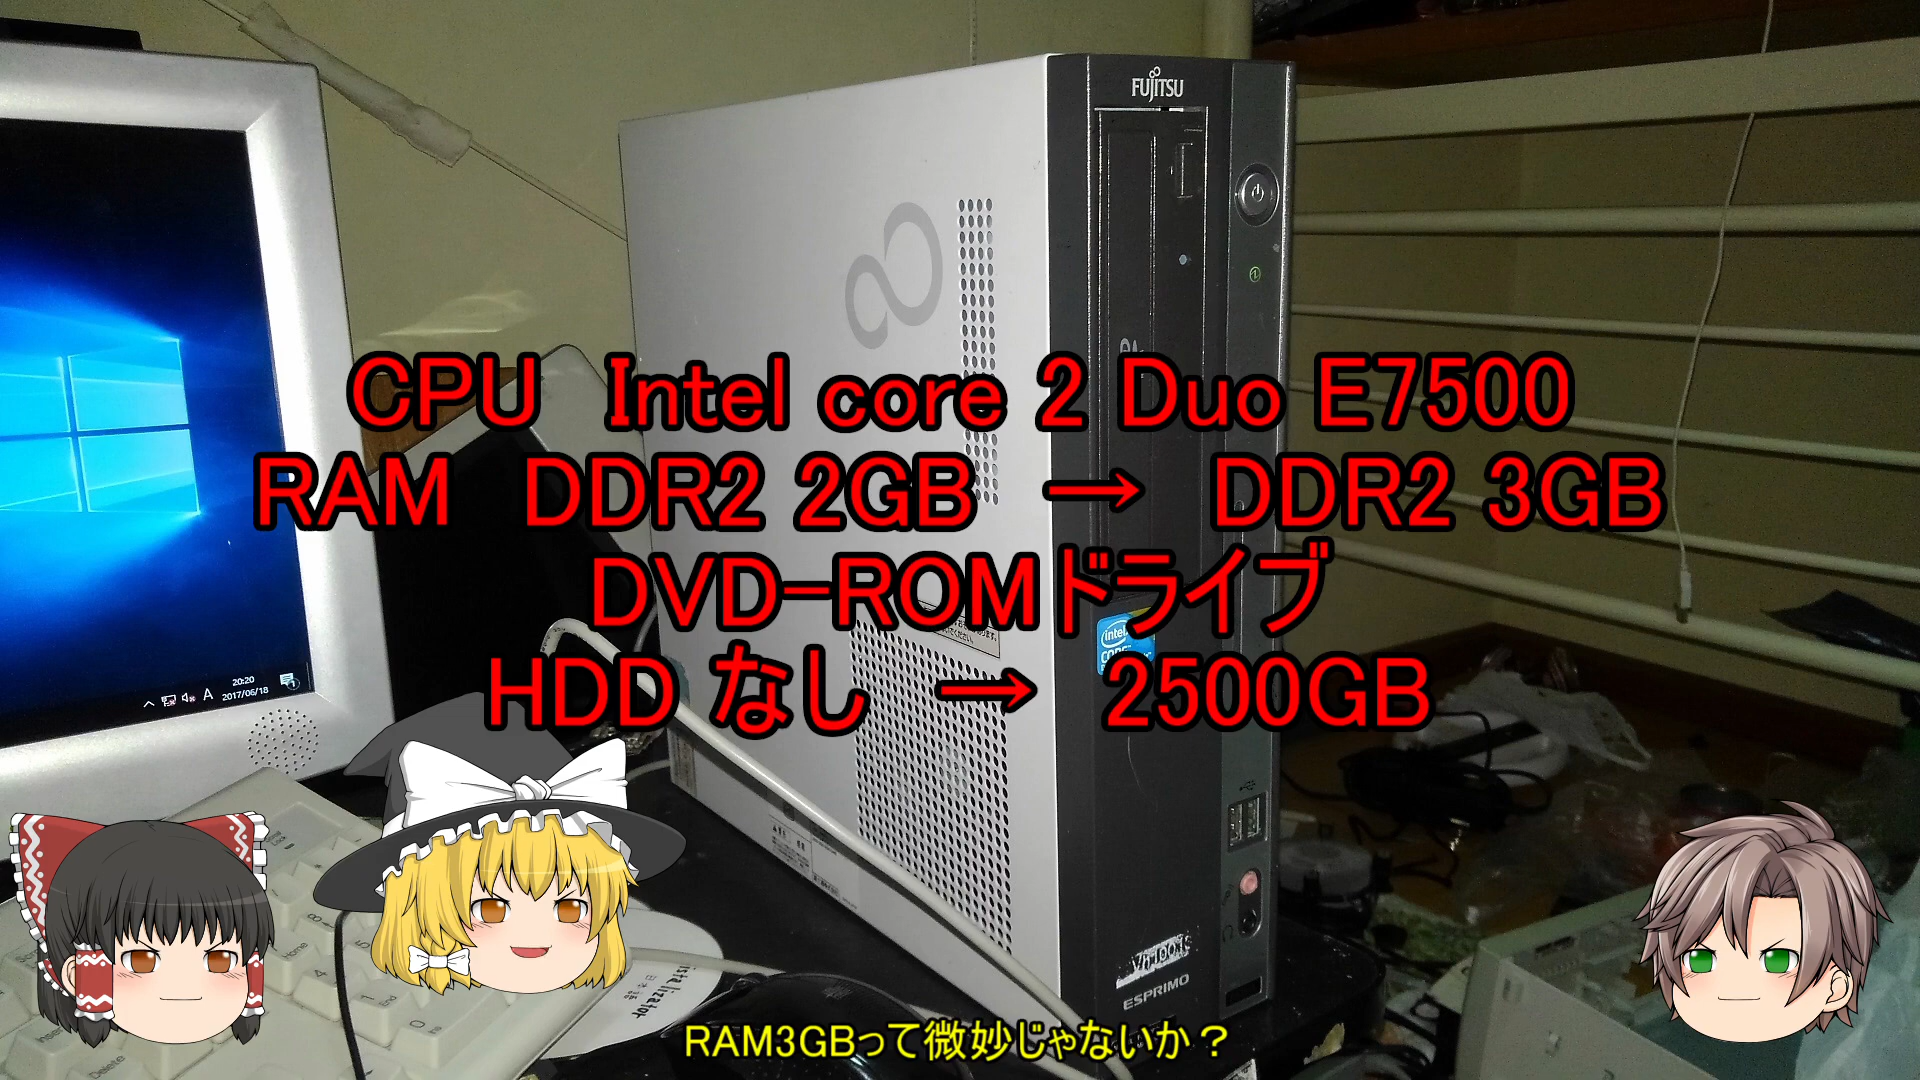 FUJITSU
CPU Intel core 2 Duo E7500
RAM DDR2 2GB → DDR2 3GB
DVD-ROMドライブ
HDD なし → 2500GB
intel
20:20
A
2017/06/18
ESPRIMO
RAM3GBって微妙じゃないか？